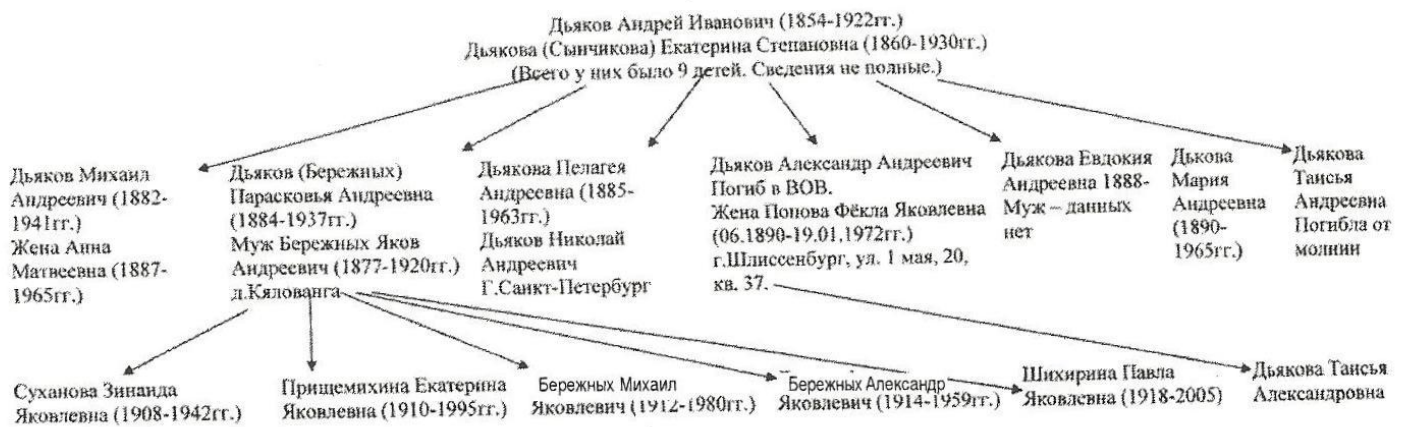 Дьяков Андрей Иванович (1854-1922гг.)
Дьякова (Сынчикова) Екатерина Степановна (1860-1930гг.)
(Всего у них было 9 детей. Сведения не полные.)
Дьяков Михаил
Андреевич (1882-
1941гг.)
Жена Анна
Матвеевна (1887-
1965гг.)
Дьяков (Бережных)
Парасковья Андреевна
(1884-1937гг.)
Муж Бережных Яков
Андреевич (1877-1920гг.)
д.Кяловангa
Дьякова Пелагея
Андреевна (1885-
1963гг.)
Дьяков Николай
Андреевич
Г.Санкт-Петербург
Дьяков Александр Андреевич
Погиб в ВОВ.
Жена Попова Фёкла Яковлевна
(06.1890-19.01,1972гг.)
г.Шлиссенбург, ул. 1 мая, 20,
кв. 37.
Дьякова Евдокия
Андреевна 1888-
Муж – данных
нет
Дькова
Мария
Андреевна
(1890-
1965гг.)
Дьякова
Таисья
Андреевна
Погибла от
молнии
Суханова Зинанда
Яковлевна (1908-1942гг.)
Прищемихина Екатерина
Яковлевна (1910-1995гг.)
Бережных Михаил
Яковлевич (1912-1980гг.)
Бережных Александр
Яковлевич (1914-1959гг.)
Шихирина Павла
Яковлевна (1918-2005)
Дьякова Таисья
Александровна